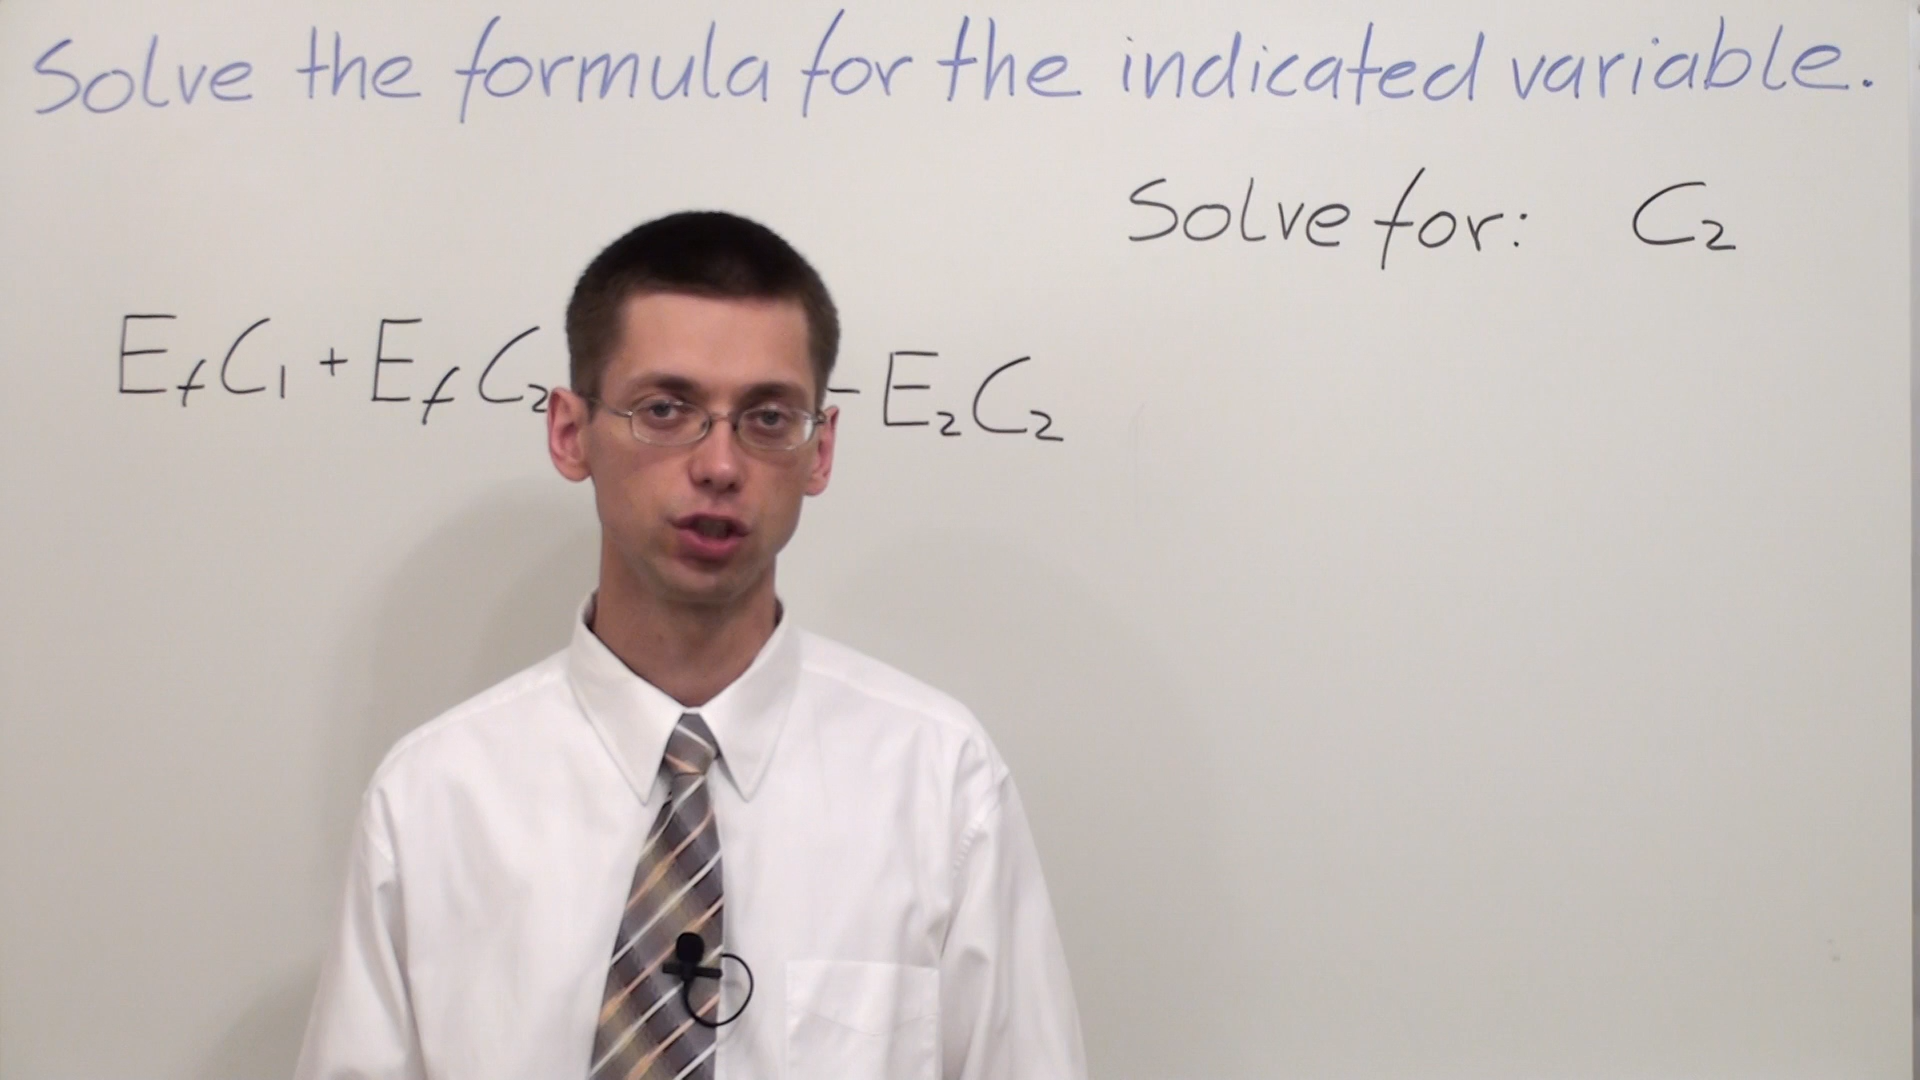 Solve the formula for the indicated variable.
Solve for: C₂
E_f C₁ + E_f C₂ - E₂C₂